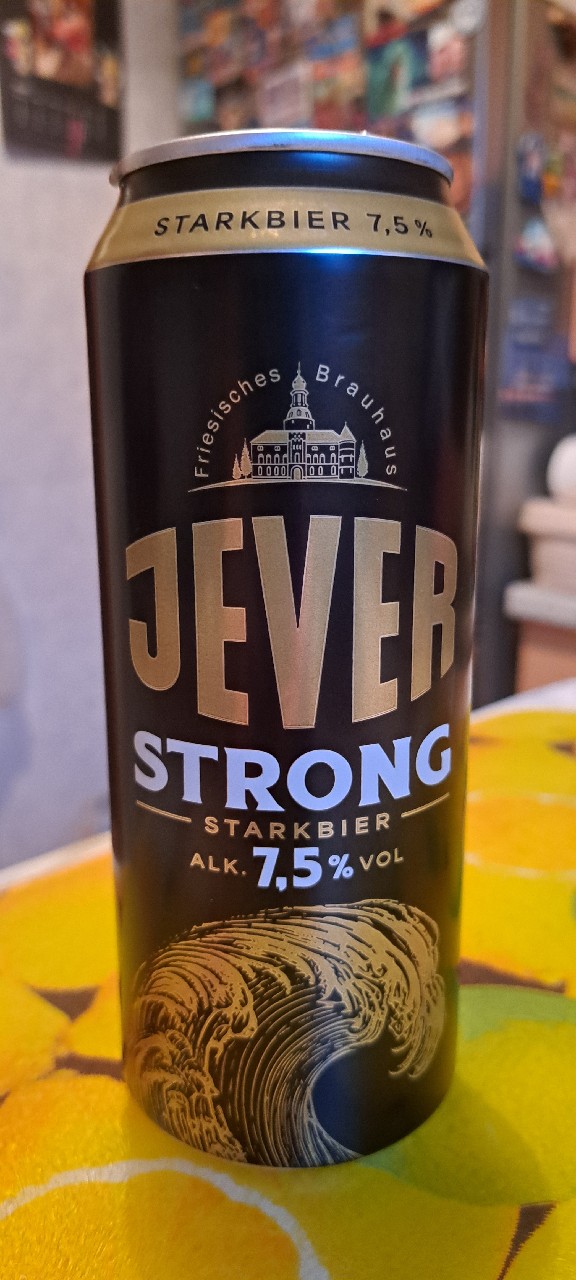 STARKBIER 7,5%
Friesisches Brauhaus
JEVER
STRONG
STARKBIER
ALK. 7,5% VOL